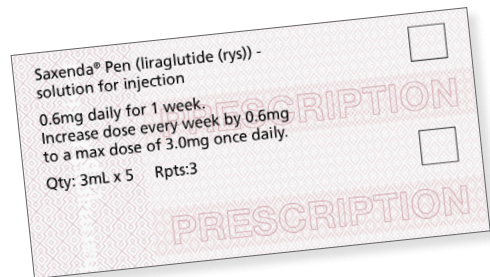 Saxenda® Pen (liraglutide (rys)) -
solution for injection
0.6mg daily for 1 week.
PRESCRIPTION
Increase dose every week by 0.6mg
to a max dose of 3.0mg once daily.
Qty: 3mL x 5 Rpts:3
PRESCRIPTION